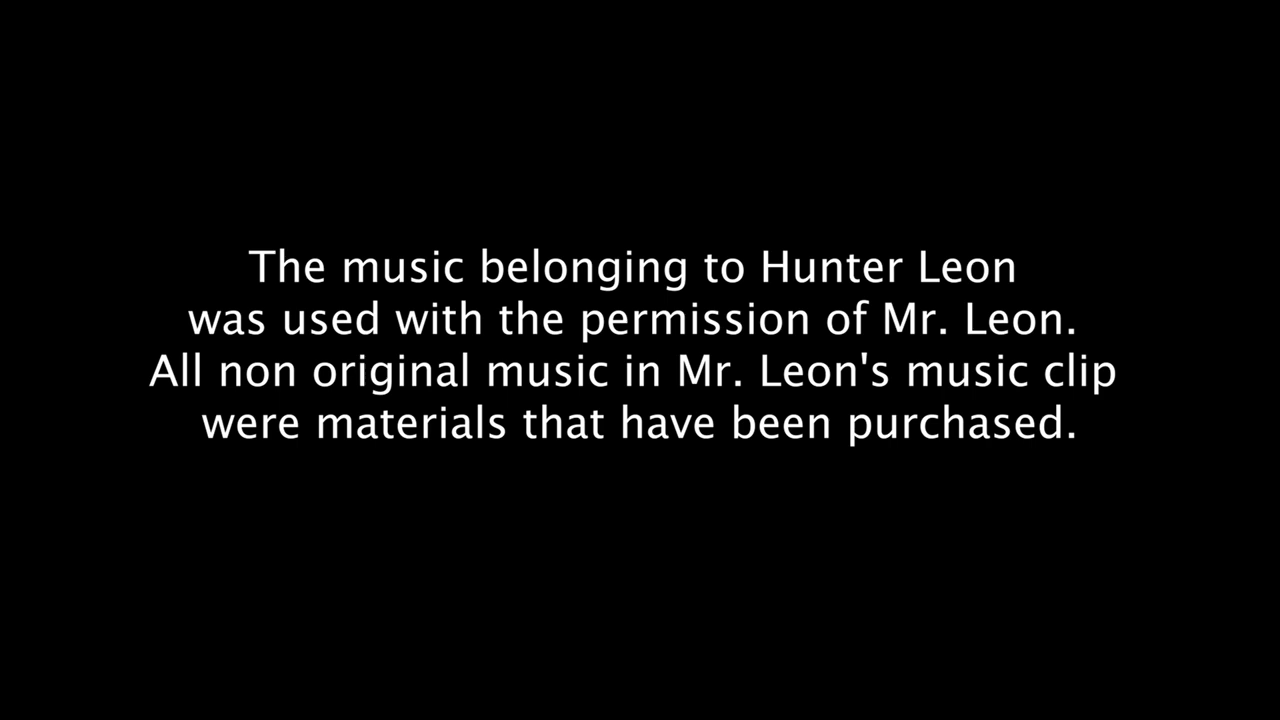 The music belonging to Hunter Leon
was used with the permission of Mr. Leon.
All non original music in Mr. Leon's music clip
were materials that have been purchased.